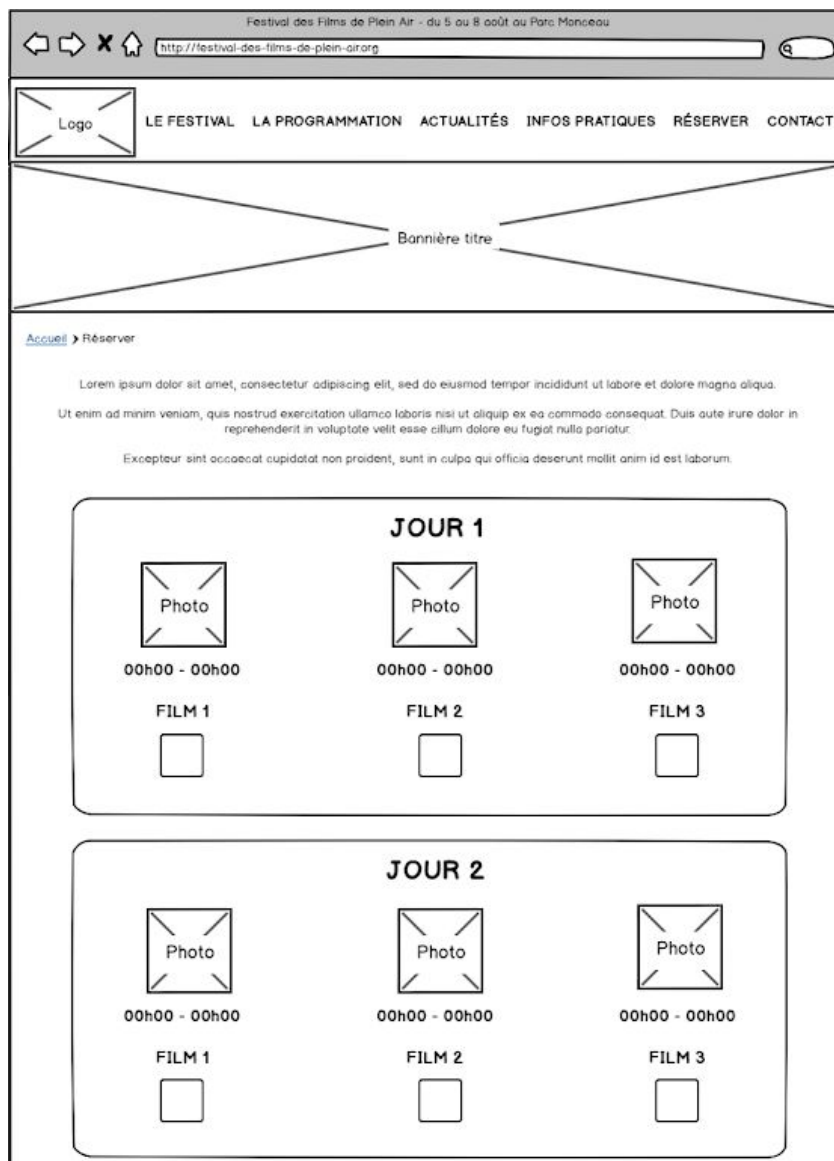 Festival des Films de Plein Air - du 5 au 8 août au Parc Monceau
http://festival-des-films-de-plein-air.org
Logo
LE FESTIVAL LA PROGRAMMATION ACTUALITÉS INFOS PRATIQUES RÉSERVER CONTACT
Bannière titre
Accueil > Réserver
Lorem ipsum dolor sit amet, consectetur adipiscing elit, sed do eiusmod tempor incididunt ut labore et dolore magna aliqua.
Ut enim ad minim veniam, quis nostrud exercitation ullamco laboris nisi ut aliquip ex ea commodo consequat. Duis aute irure dolor in
reprehenderit in voluptate velit esse cillum dolore eu fugiat nulla pariatur.
Excepteur sint occaecat cupidatat non proident, sunt in culpa qui officia deserunt mollit anim id est laborum.
JOUR 1
Photo Photo Photo
00h00 - 00h00 00h00 - 00h00 00h00 - 00h00
FILM 1 FILM 2 FILM 3
JOUR 2
Photo Photo Photo
00h00 - 00h00 00h00 - 00h00 00h00 - 00h00
FILM 1 FILM 2 FILM 3